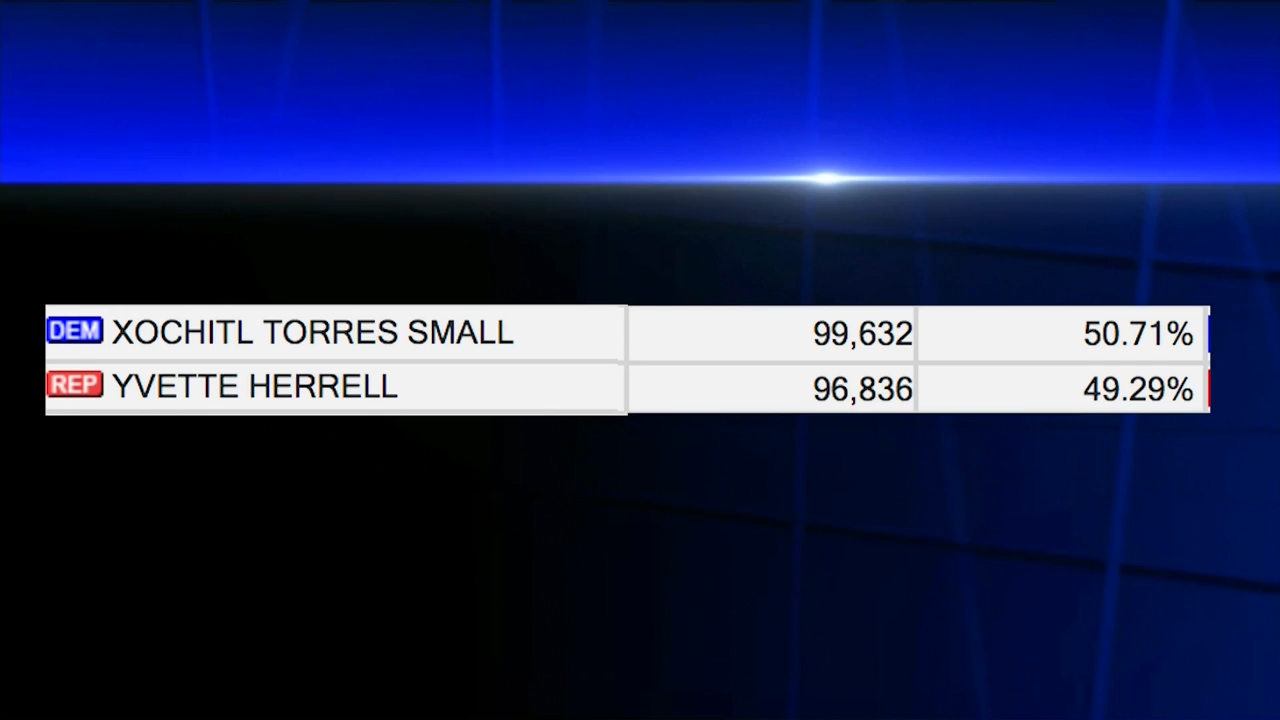 DEM XOCHITL TORRES SMALL 99,632 50.71%
REP YVETTE HERRELL 96,836 49.29%